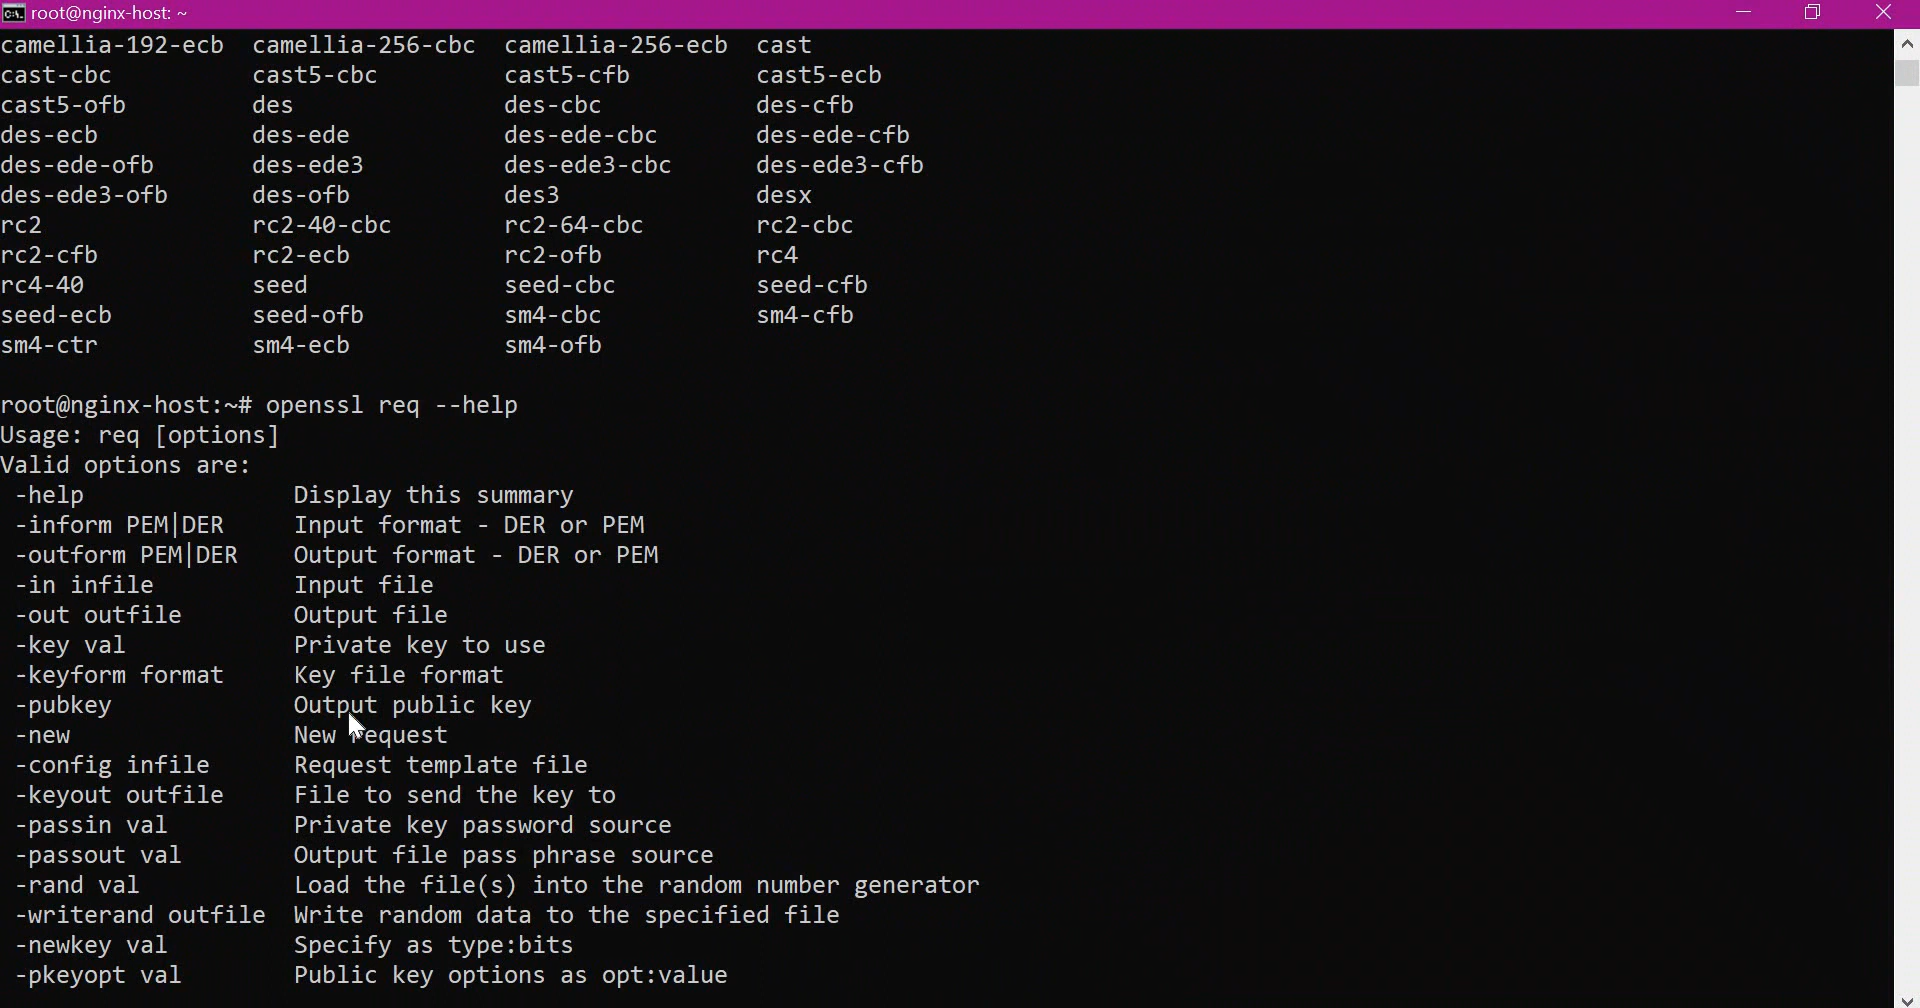 root@nginx-host: ~
camellia-192-ecb  camellia-256-cbc  camellia-256-ecb  cast
cast-cbc          cast5-cbc         cast5-cfb         cast5-ecb
cast5-ofb         des               des-cbc           des-cfb
des-ecb           des-ede           des-ede-cbc       des-ede-cfb
des-ede-ofb       des-ede3          des-ede3-cbc      des-ede3-cfb
des-ede3-ofb      des-ofb           des3              desx
rc2               rc2-40-cbc        rc2-64-cbc        rc2-cbc
rc2-cfb           rc2-ecb           rc2-ofb           rc4
rc4-40            seed              seed-cbc          seed-cfb
seed-ecb          seed-ofb          sm4-cbc           sm4-cfb
sm4-ctr           sm4-ecb           sm4-ofb
root@nginx-host:~# openssl req --help
Usage: req [options]
Valid options are:
 -help               Display this summary
 -inform PEM|DER     Input format - DER or PEM
 -outform PEM|DER    Output format - DER or PEM
 -in infile          Input file
 -out outfile        Output file
 -key val            Private key to use
 -keyform format     Key file format
 -pubkey             Output public key
 -new                New request
 -config infile      Request template file
 -keyout outfile     File to send the key to
 -passin val         Private key password source
 -passout val        Output file pass phrase source
 -rand val           Load the file(s) into the random number generator
 -writerand outfile  Write random data to the specified file
 -newkey val         Specify as type:bits
 -pkeyopt val        Public key options as opt:value